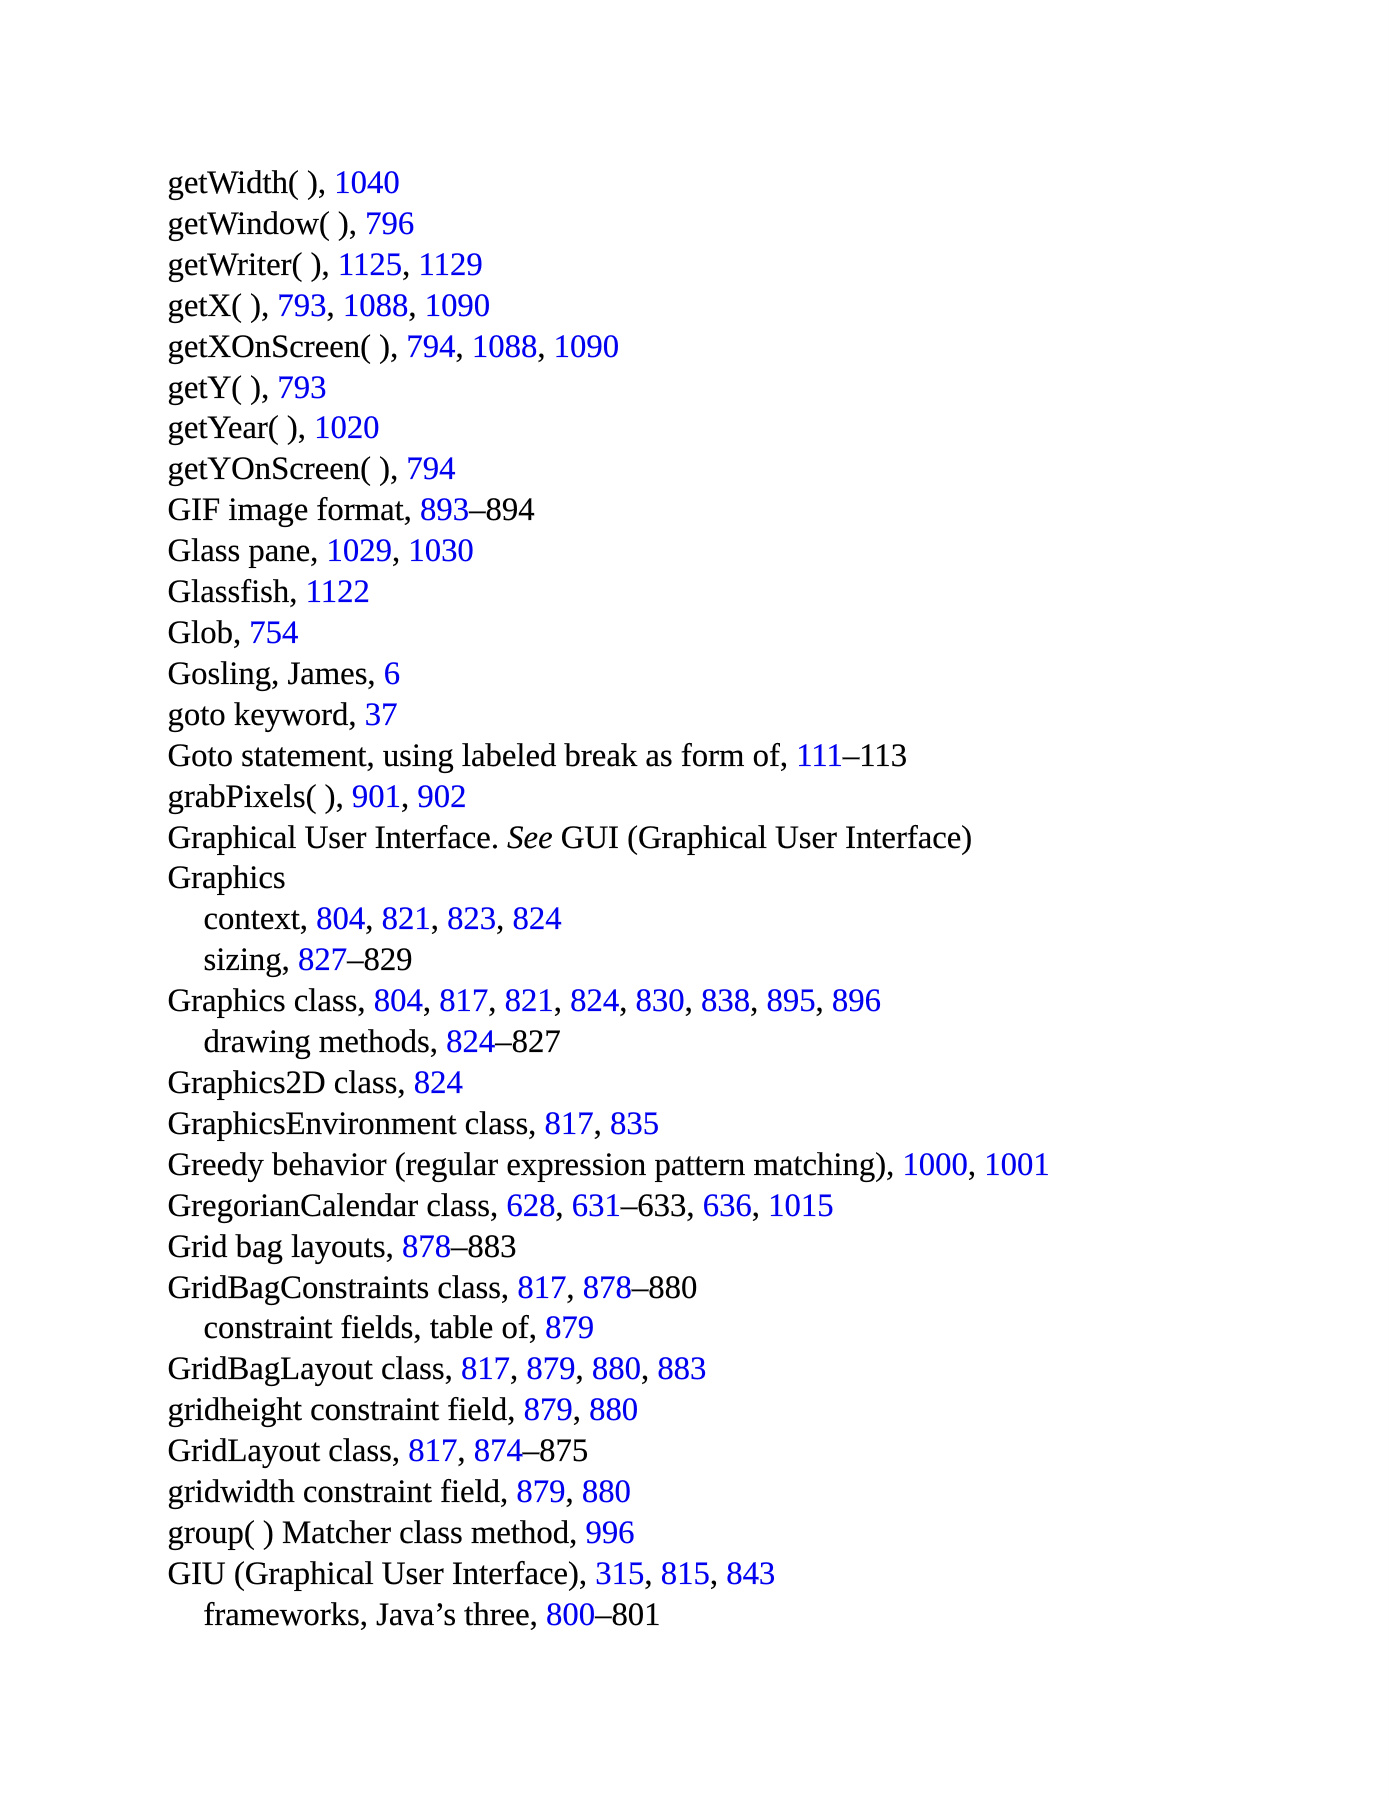 getWidth( ), 1040
getWindow( ), 796
getWriter( ), 1125, 1129
getX( ), 793, 1088, 1090
getXOnScreen( ), 794, 1088, 1090
getY( ), 793
getYear( ), 1020
getYOnScreen( ), 794
GIF image format, 893–894
Glass pane, 1029, 1030
Glassfish, 1122
Glob, 754
Gosling, James, 6
goto keyword, 37
Goto statement, using labeled break as form of, 111–113
grabPixels( ), 901, 902
Graphical User Interface. See GUI (Graphical User Interface)
Graphics
context, 804, 821, 823, 824
sizing, 827–829
Graphics class, 804, 817, 821, 824, 830, 838, 895, 896
drawing methods, 824–827
Graphics2D class, 824
GraphicsEnvironment class, 817, 835
Greedy behavior (regular expression pattern matching), 1000, 1001
GregorianCalendar class, 628, 631–633, 636, 1015
Grid bag layouts, 878–883
GridBagConstraints class, 817, 878–880
constraint fields, table of, 879
GridBagLayout class, 817, 879, 880, 883
gridheight constraint field, 879, 880
GridLayout class, 817, 874–875
gridwidth constraint field, 879, 880
group( ) Matcher class method, 996
GIU (Graphical User Interface), 315, 815, 843
frameworks, Java’s three, 800–801